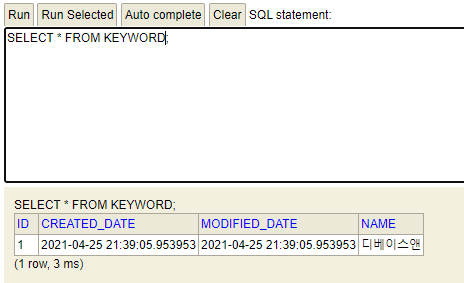 Run Run Selected Auto complete Clear SQL statement:
SELECT * FROM KEYWORD;
SELECT * FROM KEYWORD;
ID CREATED_DATE MODIFIED_DATE NAME
1 2021-04-25 21:39:05.953953 2021-04-25 21:39:05.953953 디베이스앤
(1 row, 3 ms)